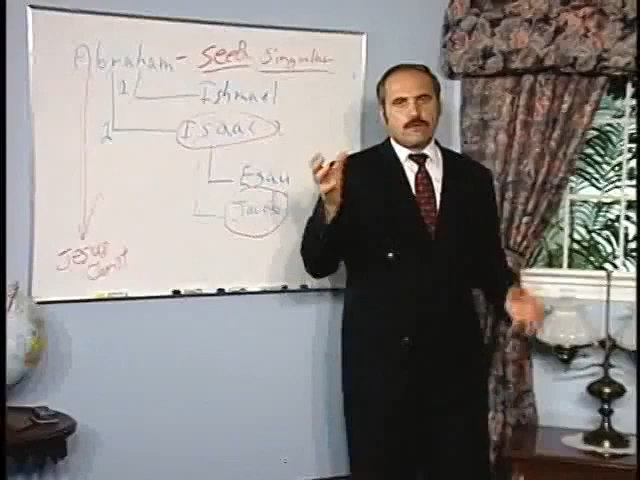 Abraham - seed singular
1 Ishmael
1 Isaac
Esau
Jacob
Jesus
Christ